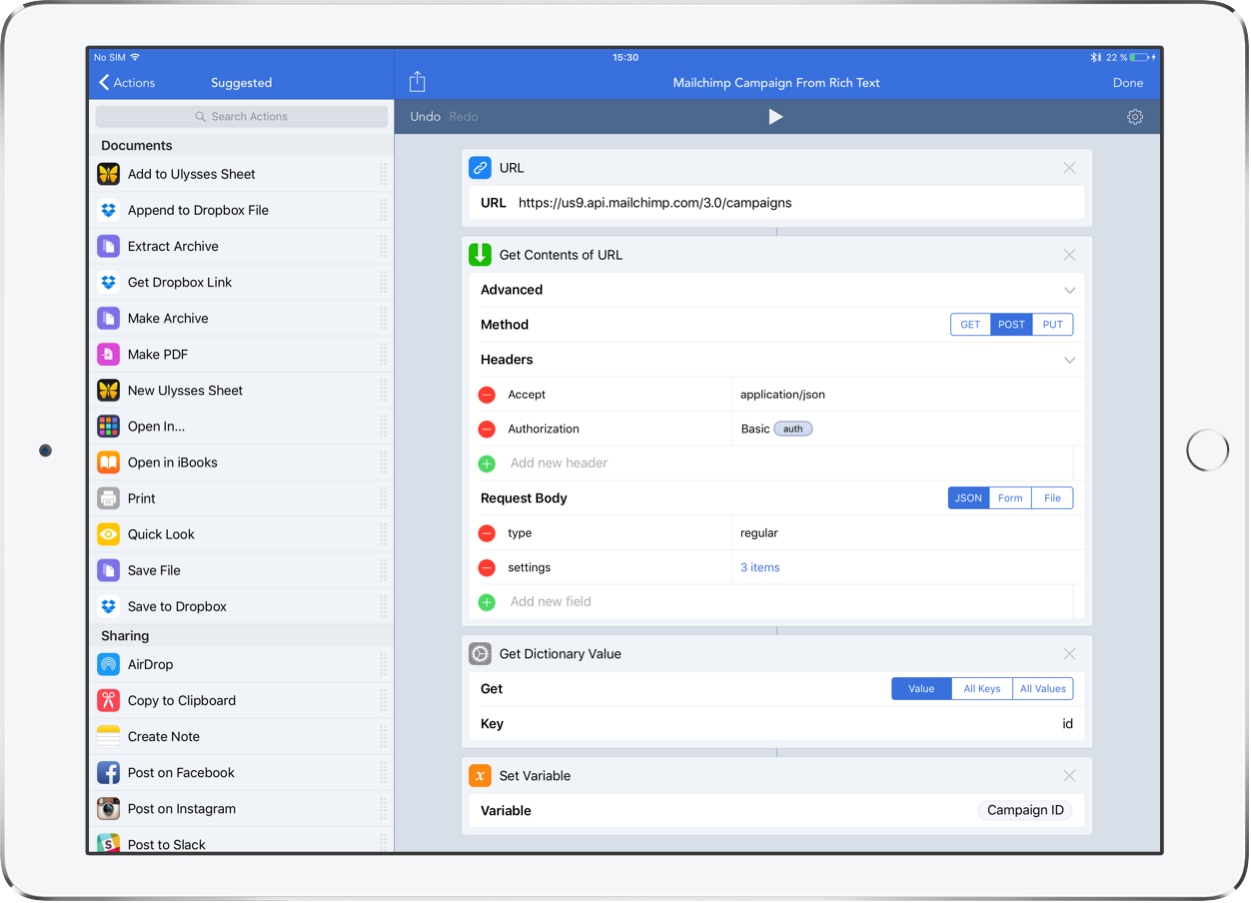 No SIM
15:30
22 %
Actions
Suggested
Mailchimp Campaign From Rich Text
Done
Search Actions
Undo Redo
Documents
Add to Ulysses Sheet
Append to Dropbox File
Extract Archive
Get Dropbox Link
Make Archive
Make PDF
New Ulysses Sheet
Open In...
Open in iBooks
Print
Quick Look
Save File
Save to Dropbox
Sharing
AirDrop
Copy to Clipboard
Create Note
Post on Facebook
Post on Instagram
Post to Slack
URL
URL https://us9.api.mailchimp.com/3.0/campaigns
Get Contents of URL
Advanced
Method GET POST PUT
Headers
Accept application/json
Authorization Basic auth
Add new header
Request Body JSON Form File
type regular
settings 3 items
Add new field
Get Dictionary Value
Get Value All Keys All Values
Key id
x Set Variable
Variable Campaign ID